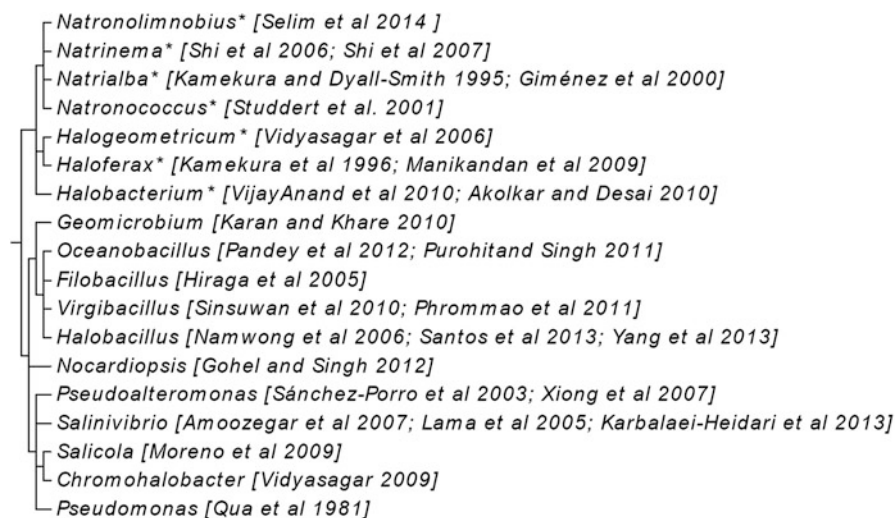 Natronolimnobius* [Selim et al 2014 ]
Natrinema* [Shi et al 2006; Shi et al 2007]
Natrialba* [Kamekura and Dyall-Smith 1995; Giménez et al 2000]
Natronococcus* [Studdert et al. 2001]
Halogeometricum* [Vidyasagar et al 2006]
Haloferax* [Kamekura et al 1996; Manikandan et al 2009]
Halobacterium* [VijayAnand et al 2010; Akolkar and Desai 2010]
Geomicrobium [Karan and Khare 2010]
Oceanobacillus [Pandey et al 2012; Purohitand Singh 2011]
Filobacillus [Hiraga et al 2005]
Virgibacillus [Sinsuwan et al 2010; Phrommao et al 2011]
Halobacillus [Namwong et al 2006; Santos et al 2013; Yang et al 2013]
Nocardiopsis [Gohel and Singh 2012]
Pseudoalteromonas [Sánchez-Porro et al 2003; Xiong et al 2007]
Salinivibrio [Amoozegar et al 2007; Lama et al 2005; Karbalaei-Heidari et al 2013]
Salicola [Moreno et al 2009]
Chromohalobacter [Vidyasagar 2009]
Pseudomonas [Qua et al 1981]